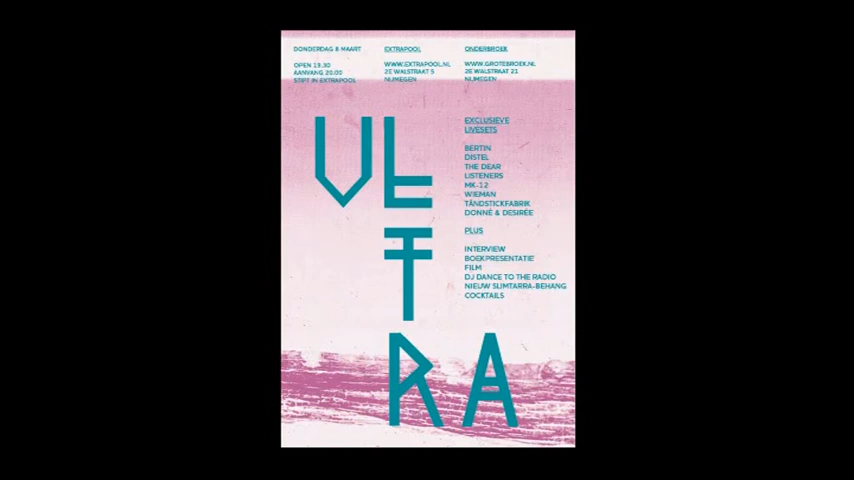 DONDERDAG 8 MAART
OPEN 19.30
AANVANG 20.00
STIPT IN EXTRAPOOL
EXTRAPOOL
WWW.EXTRAPOOL.NL
2E WALSTRAAT 5
NIJMEGEN
ONDERBROEK
WWW.GROTEBROEK.NL
2E WALSTRAAT 21
NIJMEGEN
VL
T
RA
EXCLUSIEVE
LIVESETS
BERTIN
DISTEL
THE DEAR
LISTENERS
MK-12
WIEMAN
TÄNDSTICKFABRIK
DONNÉ & DESIRÉE
PLUS
INTERVIEW
BOEKPRESENTATIE
FILM
DJ DANCE TO THE RADIO
NIEUW SLIMTARRA-BEHANG
COCKTAILS